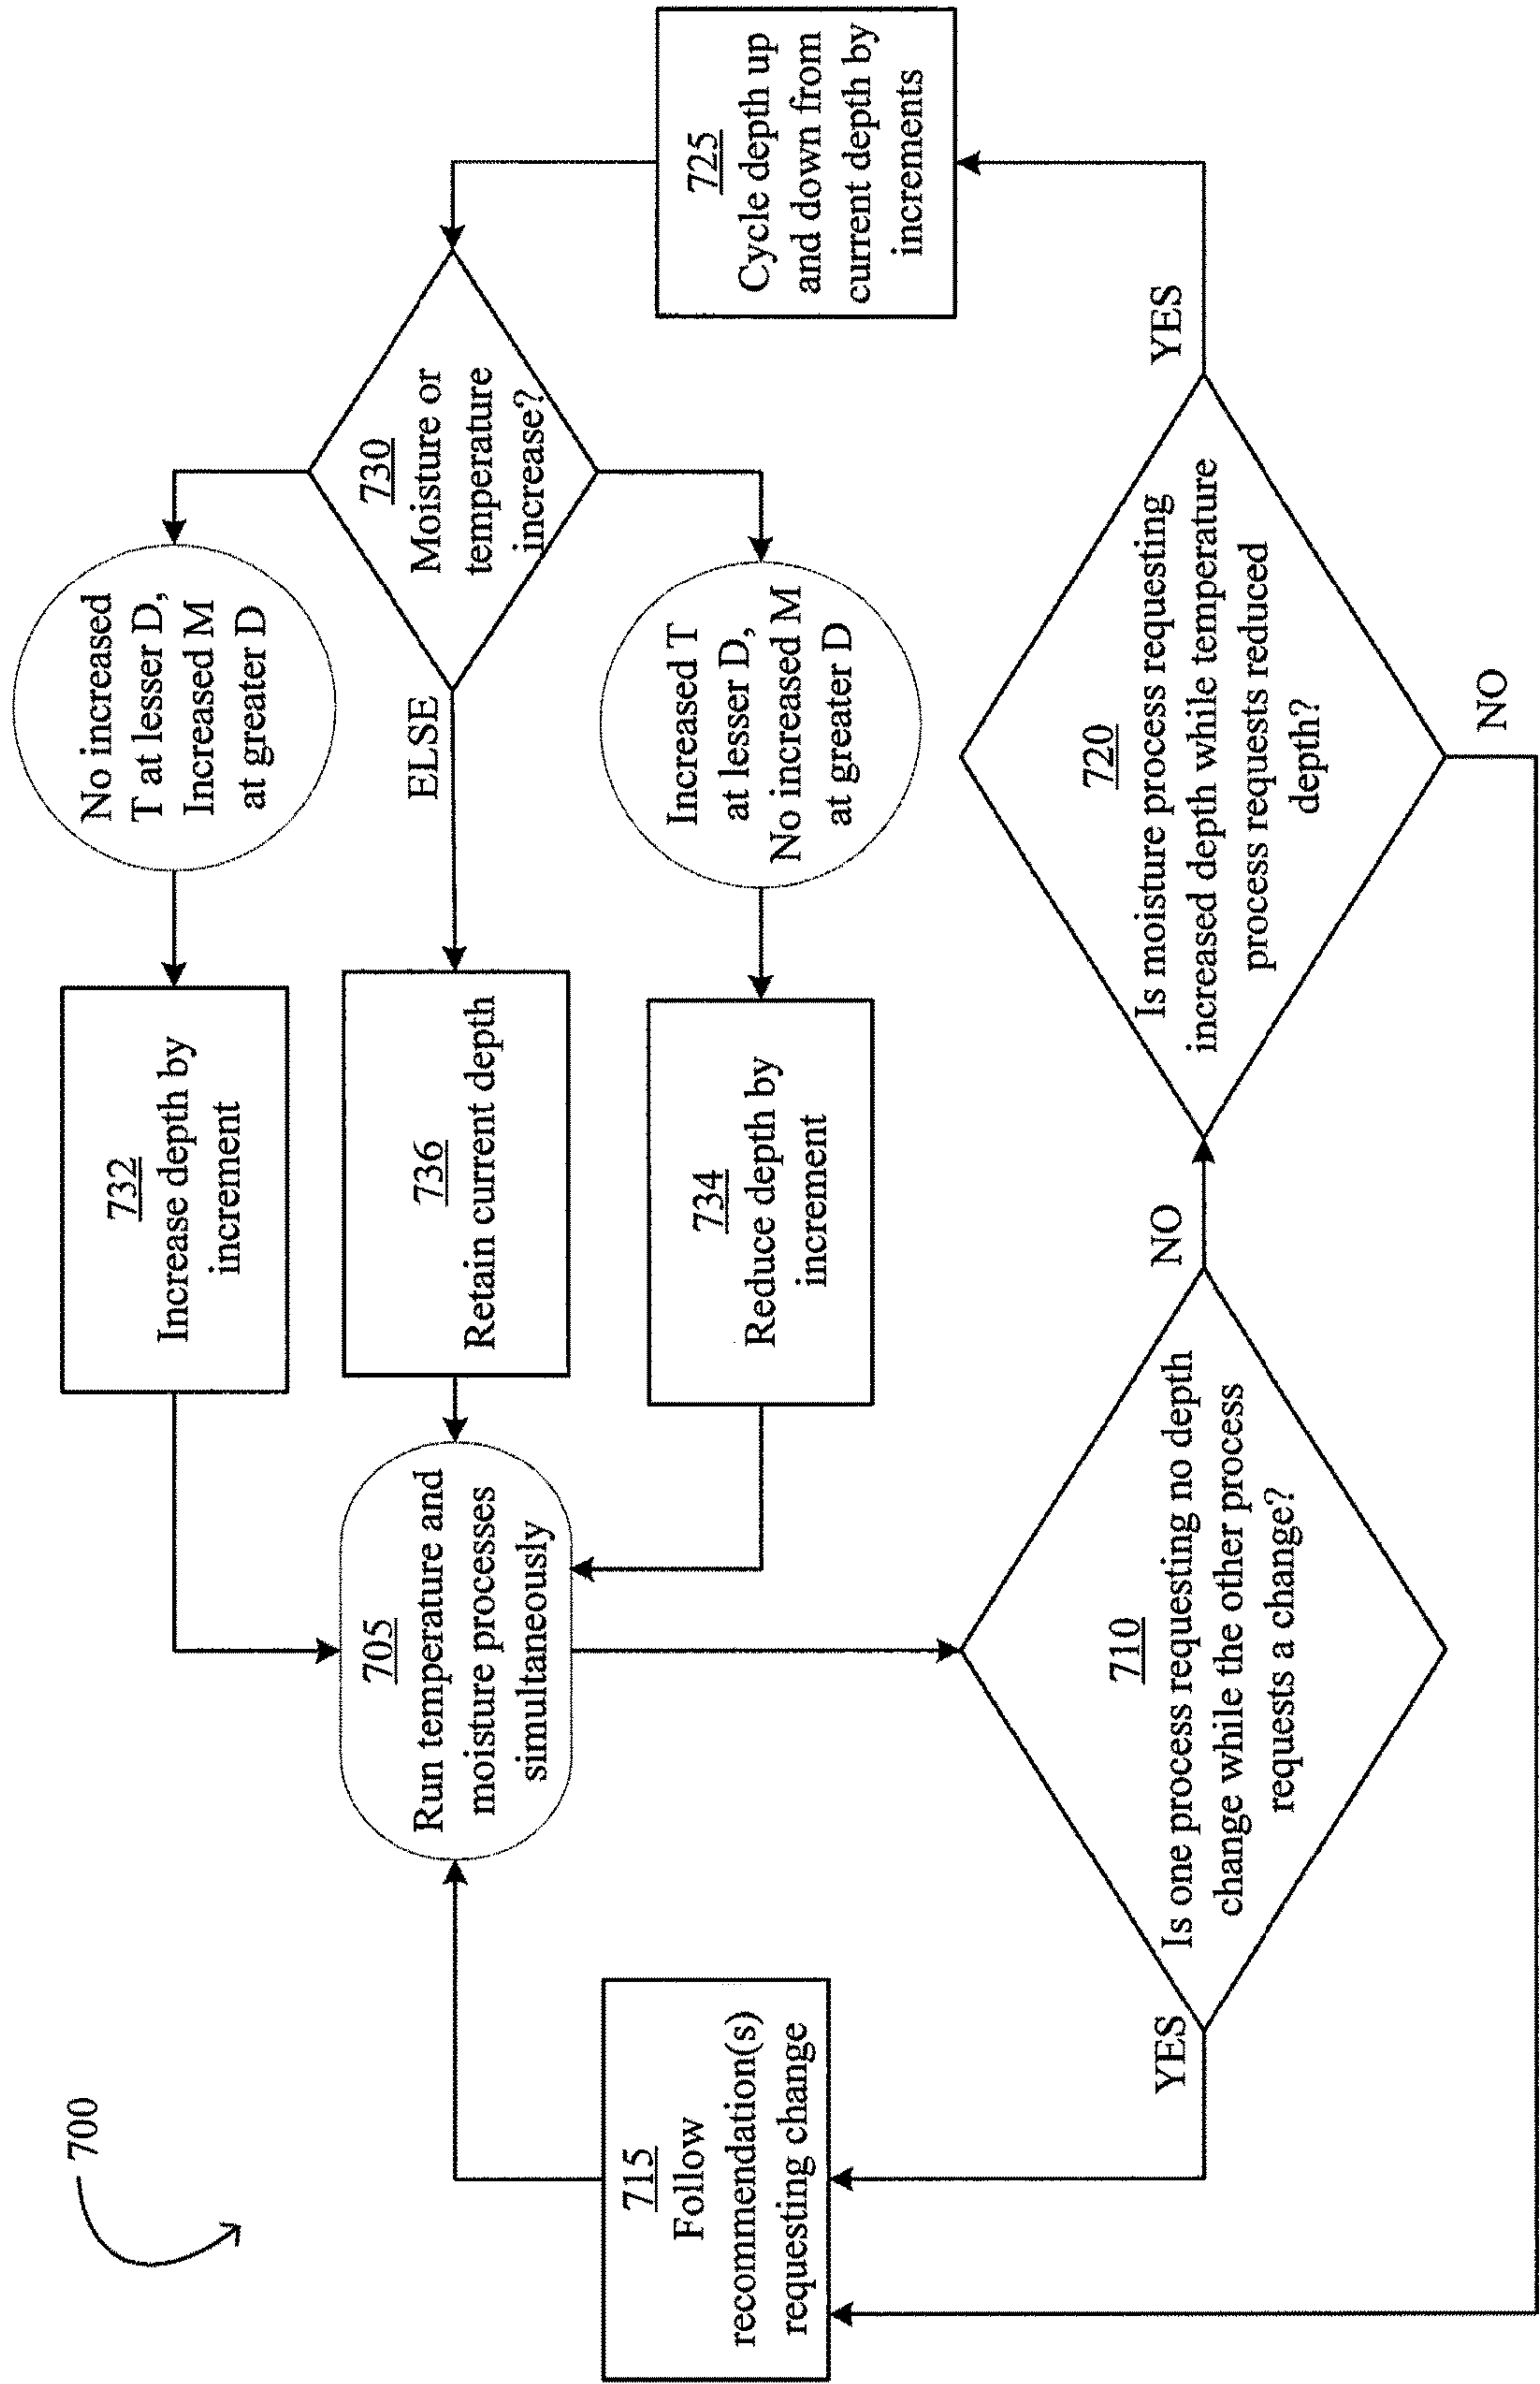 700
715
Follow
recommendation(s)
requesting change
705
Run temperature and
moisture processes
simultaneously
732
Increase depth by
increment
736
Retain current depth
734
Reduce depth by
increment
No increased
T at lesser D,
Increased M
at greater D
ELSE
Increased T
at lesser D,
No increased M
at greater D
730
Moisture or
temperature
increase?
725
Cycle depth up
and down from
current depth by
increments
YES
710
Is one process requesting no depth
change while the other process
requests a change?
NO
720
Is moisture process requesting
increased depth while temperature
process requests reduced
depth?
YES
NO